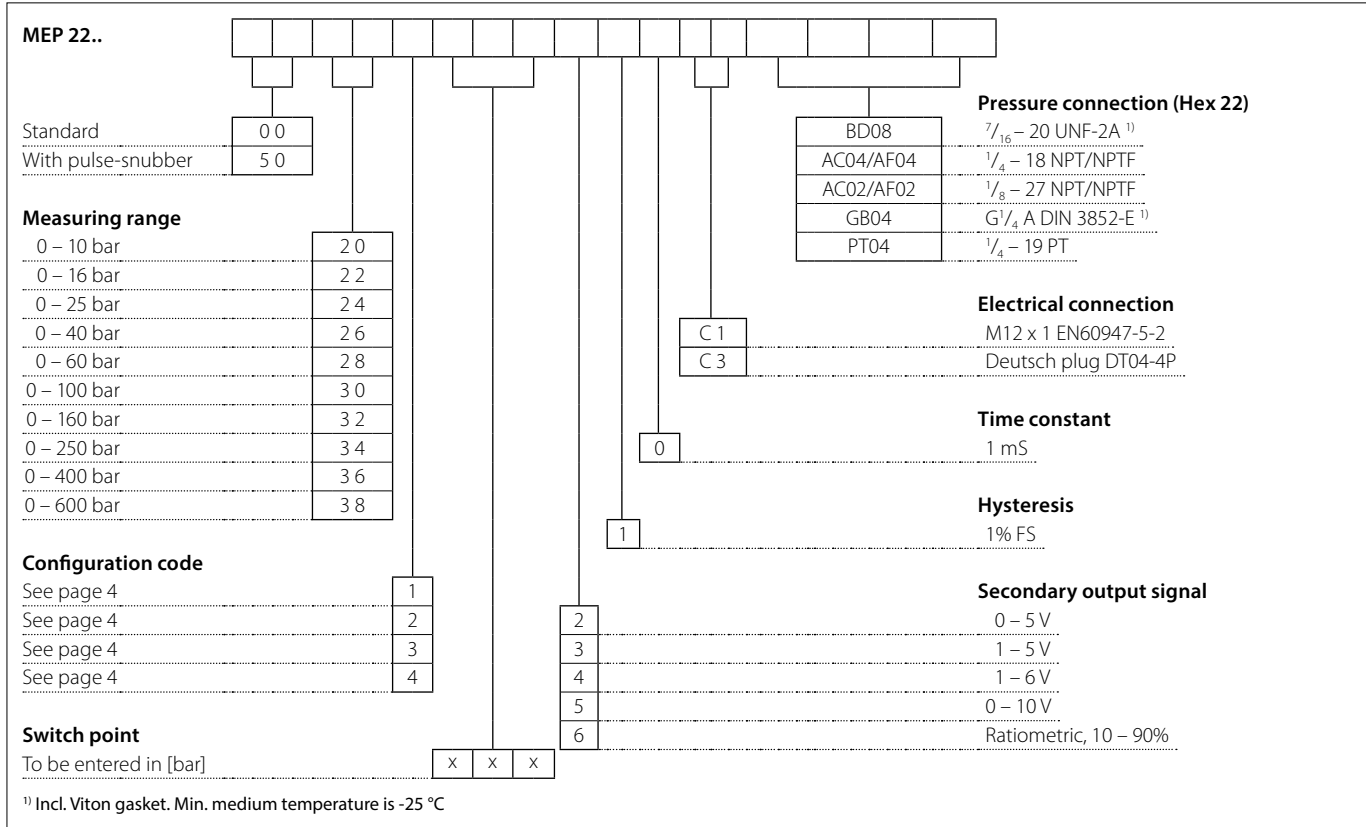 MEP 22..
Pressure connection (Hex 22)
Standard 0 0 BD08 7/16 – 20 UNF-2A 1)
With pulse-snubber 5 0 AC04/AF04 1/4 – 18 NPT/NPTF
AC02/AF02 1/8 – 27 NPT/NPTF
Measuring range GB04 G1/4 A DIN 3852-E 1)
0 – 10 bar 2 0 PT04 1/4 – 19 PT
0 – 16 bar 2 2
0 – 25 bar 2 4 Electrical connection
0 – 40 bar 2 6 C 1 M12 x 1 EN60947-5-2
0 – 60 bar 2 8 C 3 Deutsch plug DT04-4P
0 – 100 bar 3 0
0 – 160 bar 3 2 Time constant
0 – 250 bar 3 4 0 1 mS
0 – 400 bar 3 6
0 – 600 bar 3 8 Hysteresis
1 1% FS
Configuration code
See page 4 1 Secondary output signal
See page 4 2 2 0 – 5 V
See page 4 3 3 1 – 5 V
See page 4 4 4 1 – 6 V
5 0 – 10 V
Switch point 6 Ratiometric, 10 – 90%
To be entered in [bar] x x x
1) Incl. Viton gasket. Min. medium temperature is -25 °C